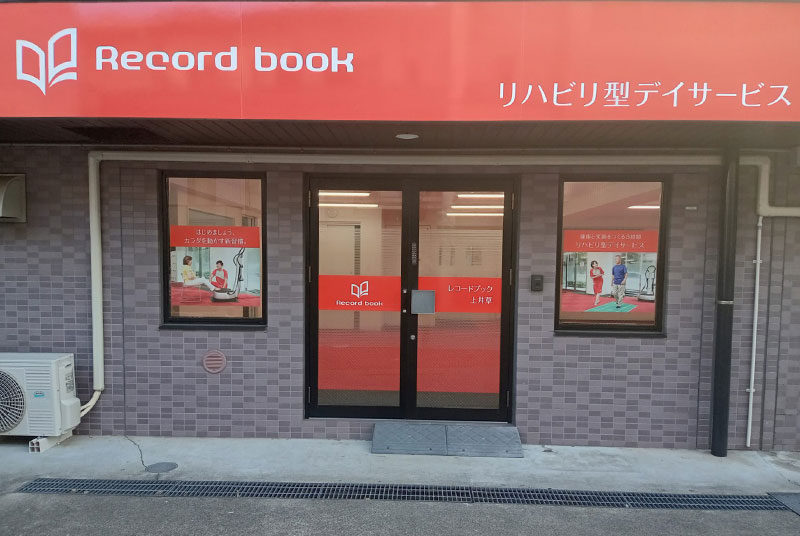 Record book
リハビリ型デイサービス
はじめましょう、
カラダを動かす新習慣。
Record book
レコードブック
上井草
リハビリ型デイサービス